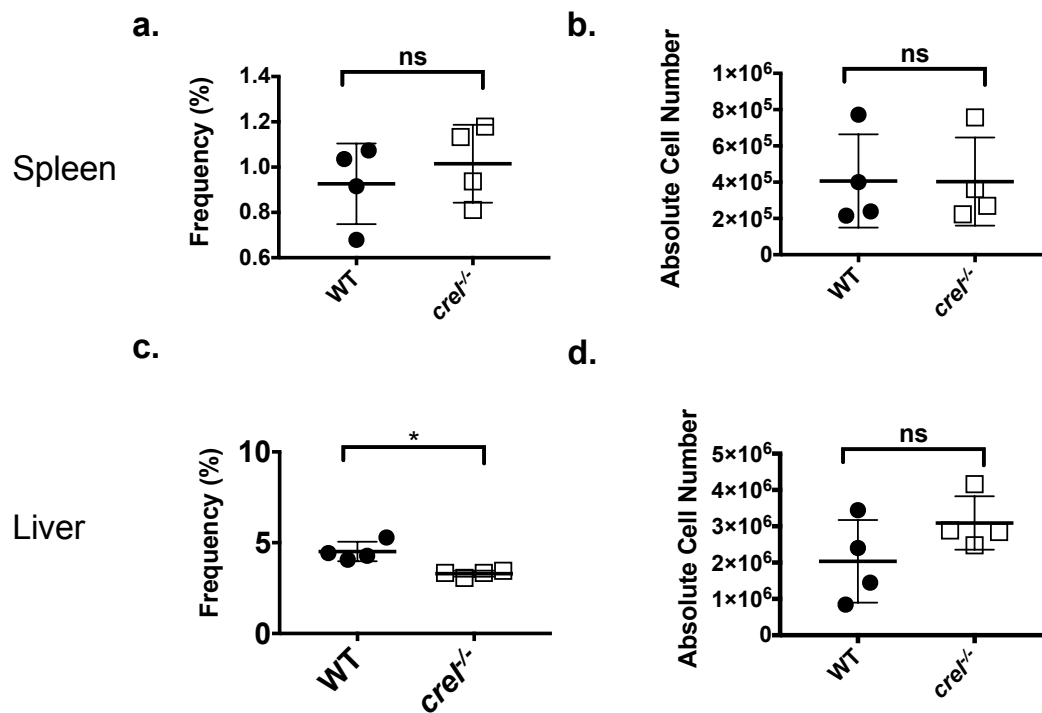 a.
b.
Spleen
Frequency (%)
1.4
1.2
1.0
0.8
0.6
ns
WT
crel-/-
Absolute Cell Number
1×10⁶
8×10⁵
6×10⁵
4×10⁵
2×10⁵
0
ns
WT
crel-/-
c.
d.
Liver
Frequency (%)
10
5
0
*
WT
crel-/-
Absolute Cell Number
5×10⁶
4×10⁶
3×10⁶
2×10⁶
1×10⁶
0
ns
WT
crel-/-